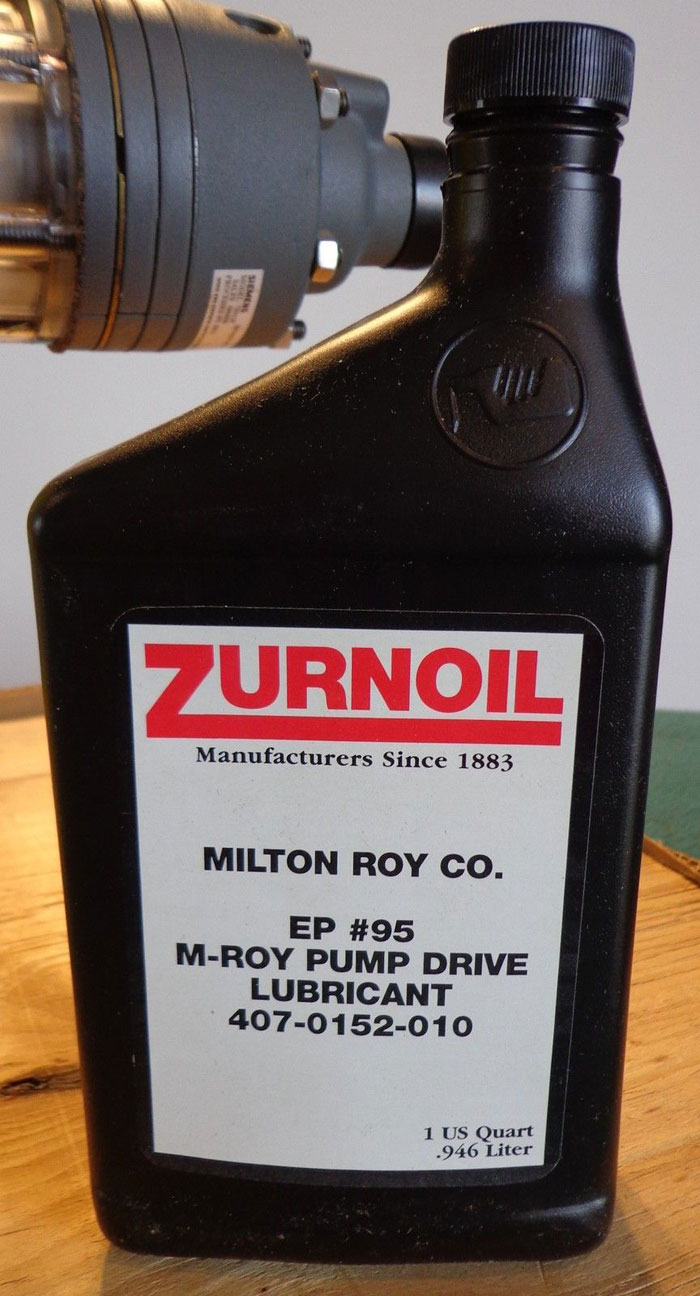 SIEMENS
ZURNOIL
Manufacturers Since 1883
MILTON ROY CO.
EP #95
M-ROY PUMP DRIVE
LUBRICANT
407-0152-010
1 US Quart
.946 Liter